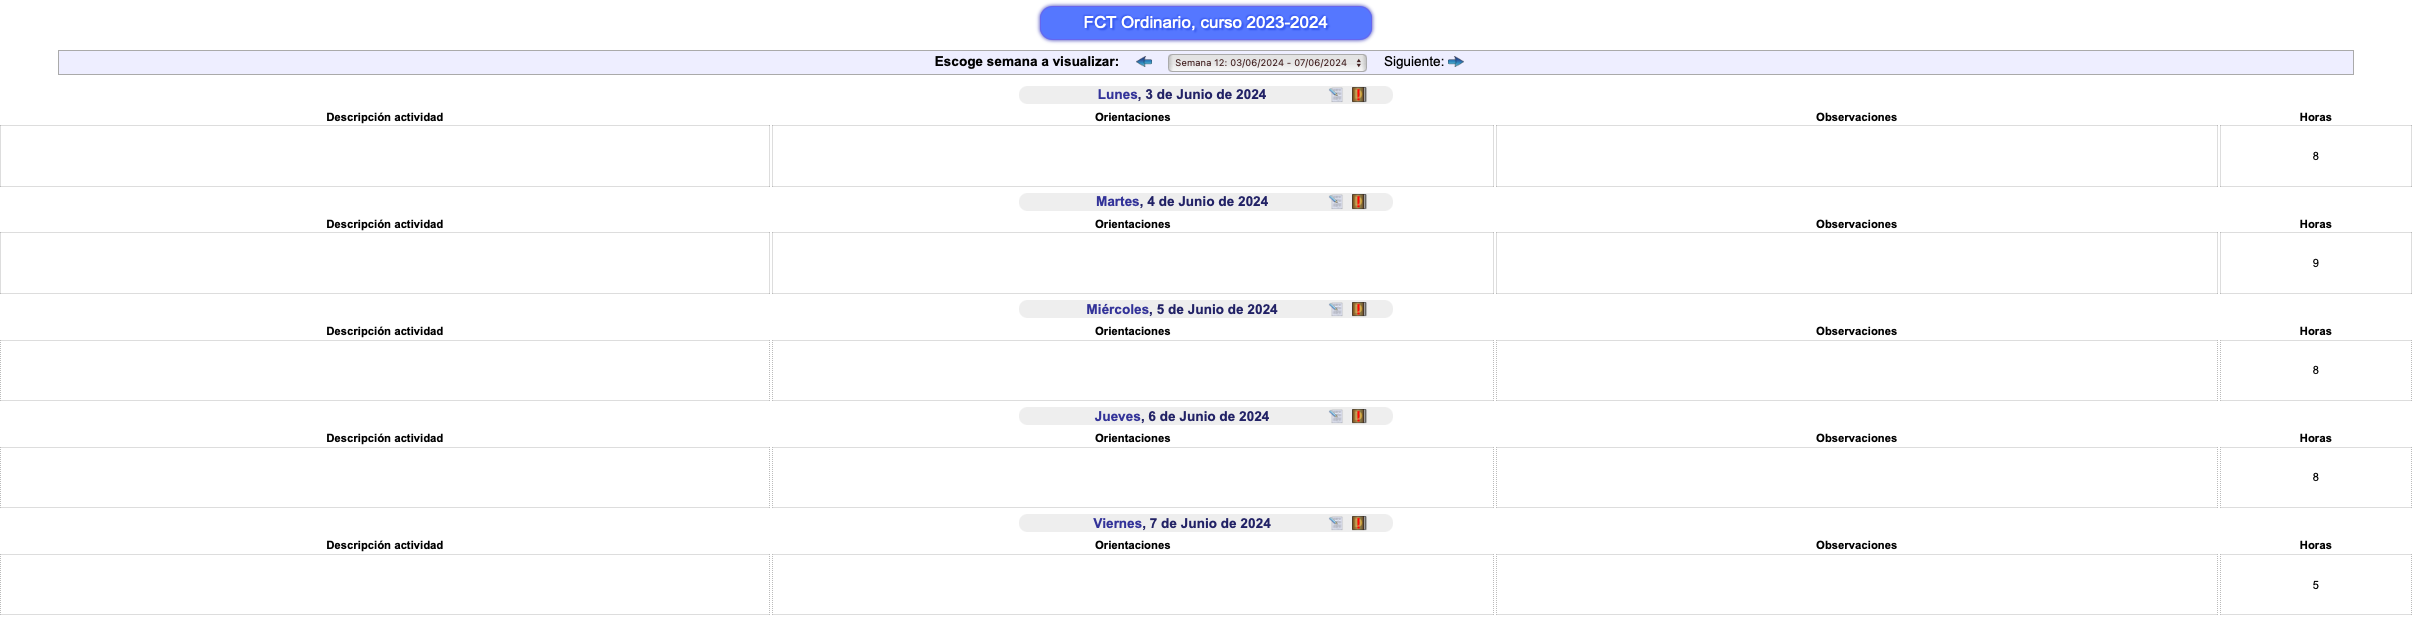 FCT Ordinario, curso 2023-2024
Escoge semana a visualizar: Semana 12: 03/06/2024 - 07/06/2024 Siguiente:
Lunes, 3 de Junio de 2024
Descripción actividad Orientaciones Observaciones Horas
8
Martes, 4 de Junio de 2024
Descripción actividad Orientaciones Observaciones Horas
9
Miércoles, 5 de Junio de 2024
Descripción actividad Orientaciones Observaciones Horas
8
Jueves, 6 de Junio de 2024
Descripción actividad Orientaciones Observaciones Horas
8
Viernes, 7 de Junio de 2024
Descripción actividad Orientaciones Observaciones Horas
5